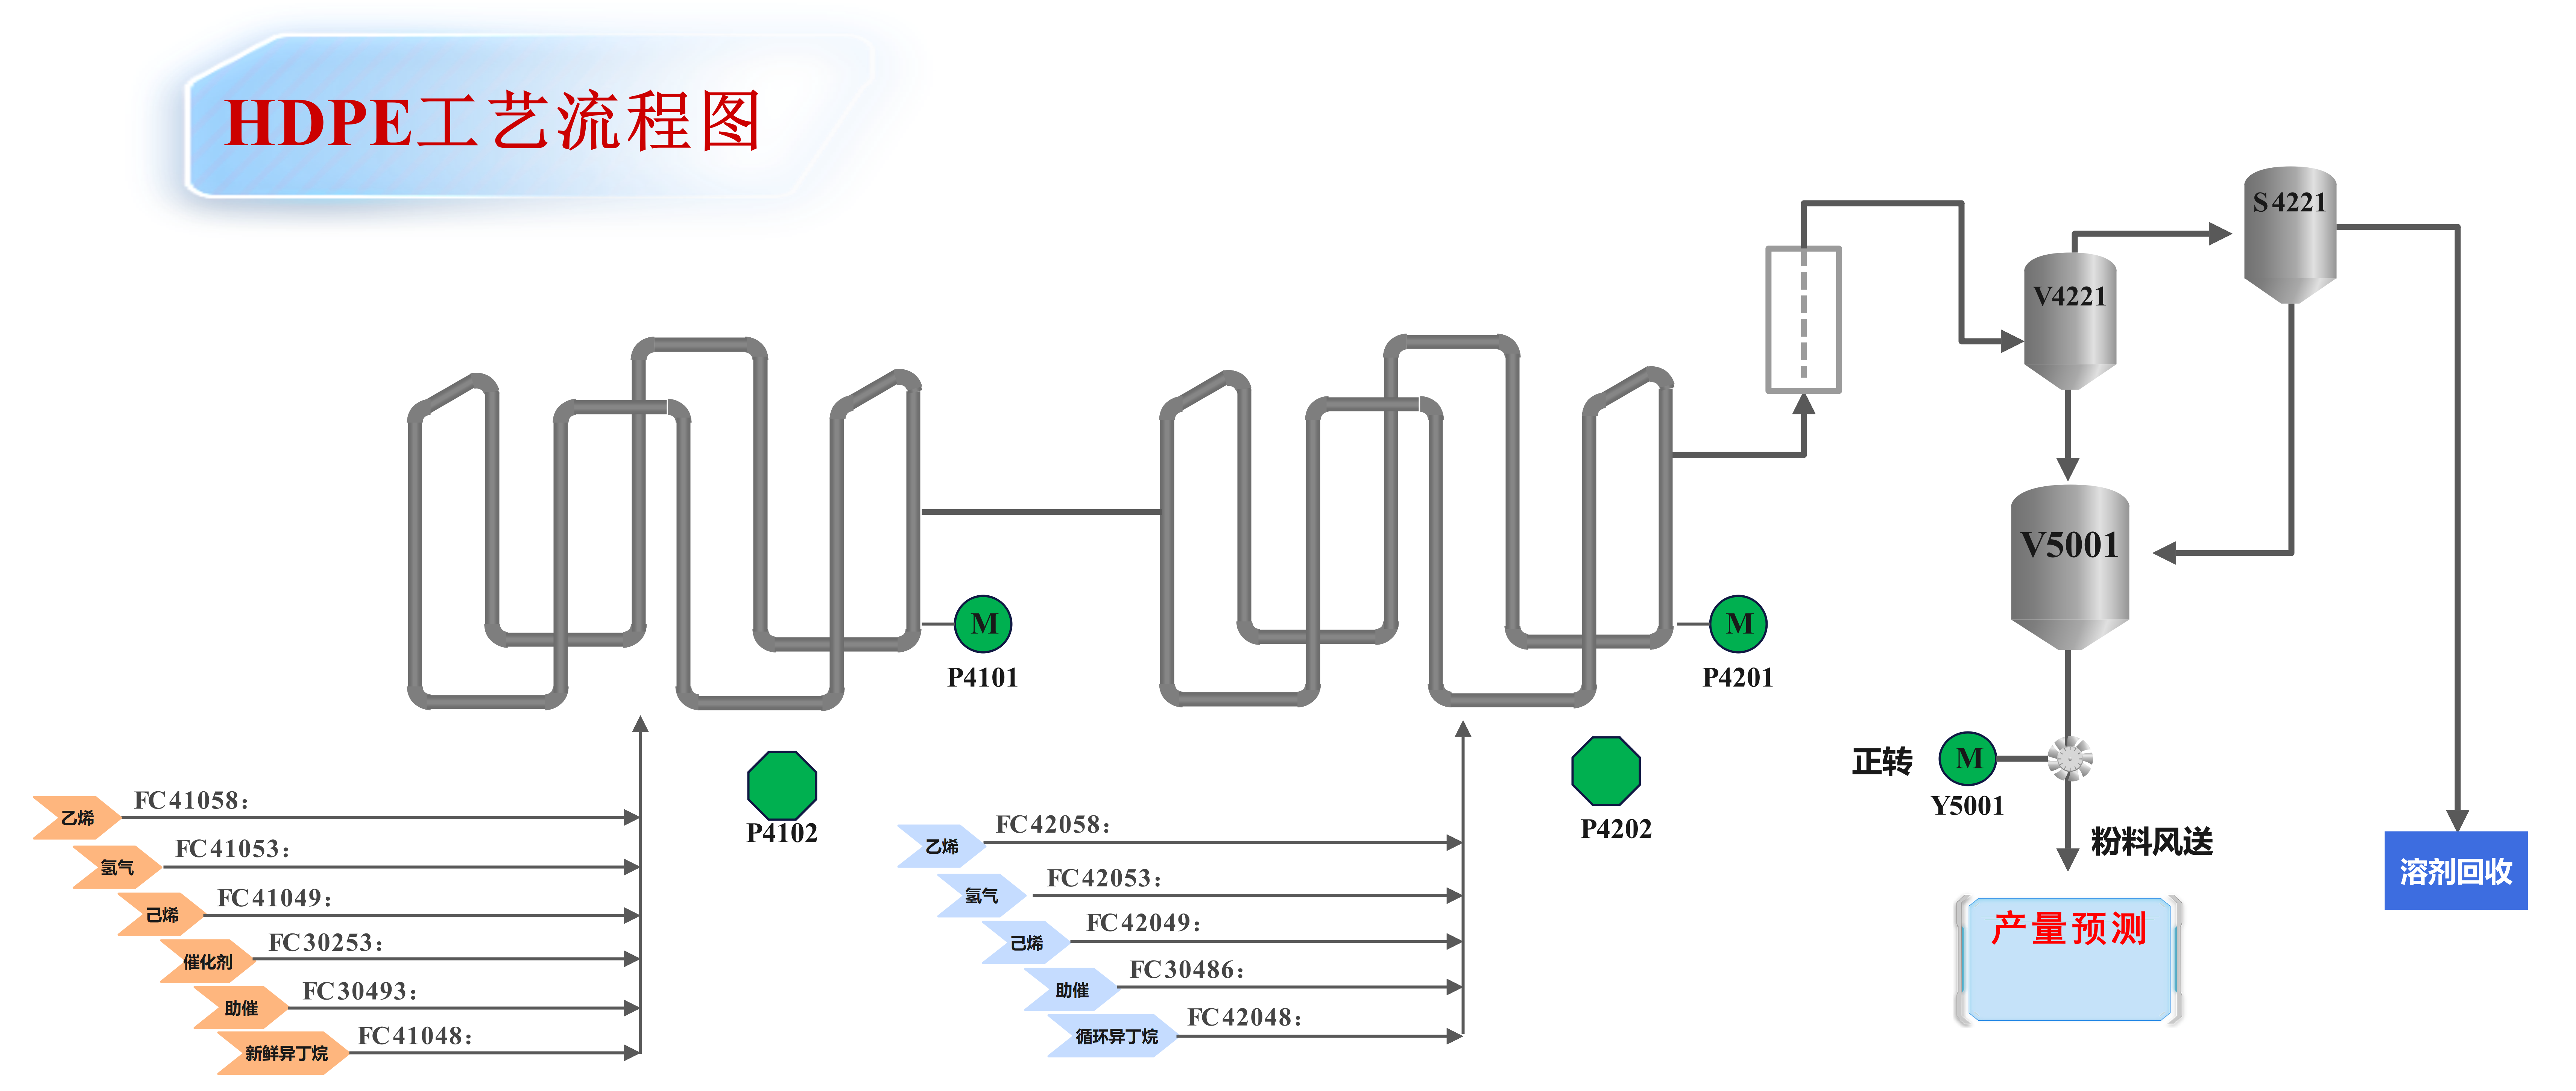 HDPE工艺流程图
S4221
V4221
V5001
M
P4101
M
P4201
正转
M
Y5001
粉料风送
产量预测
溶剂回收
P4102
P4202
乙烯
FC41058：
氢气
FC41053：
己烯
FC41049：
催化剂
FC30253：
助催
FC30493：
新鲜异丁烷
FC41048：
乙烯
FC42058：
氢气
FC42053：
己烯
FC42049：
助催
FC30486：
循环异丁烷
FC42048：